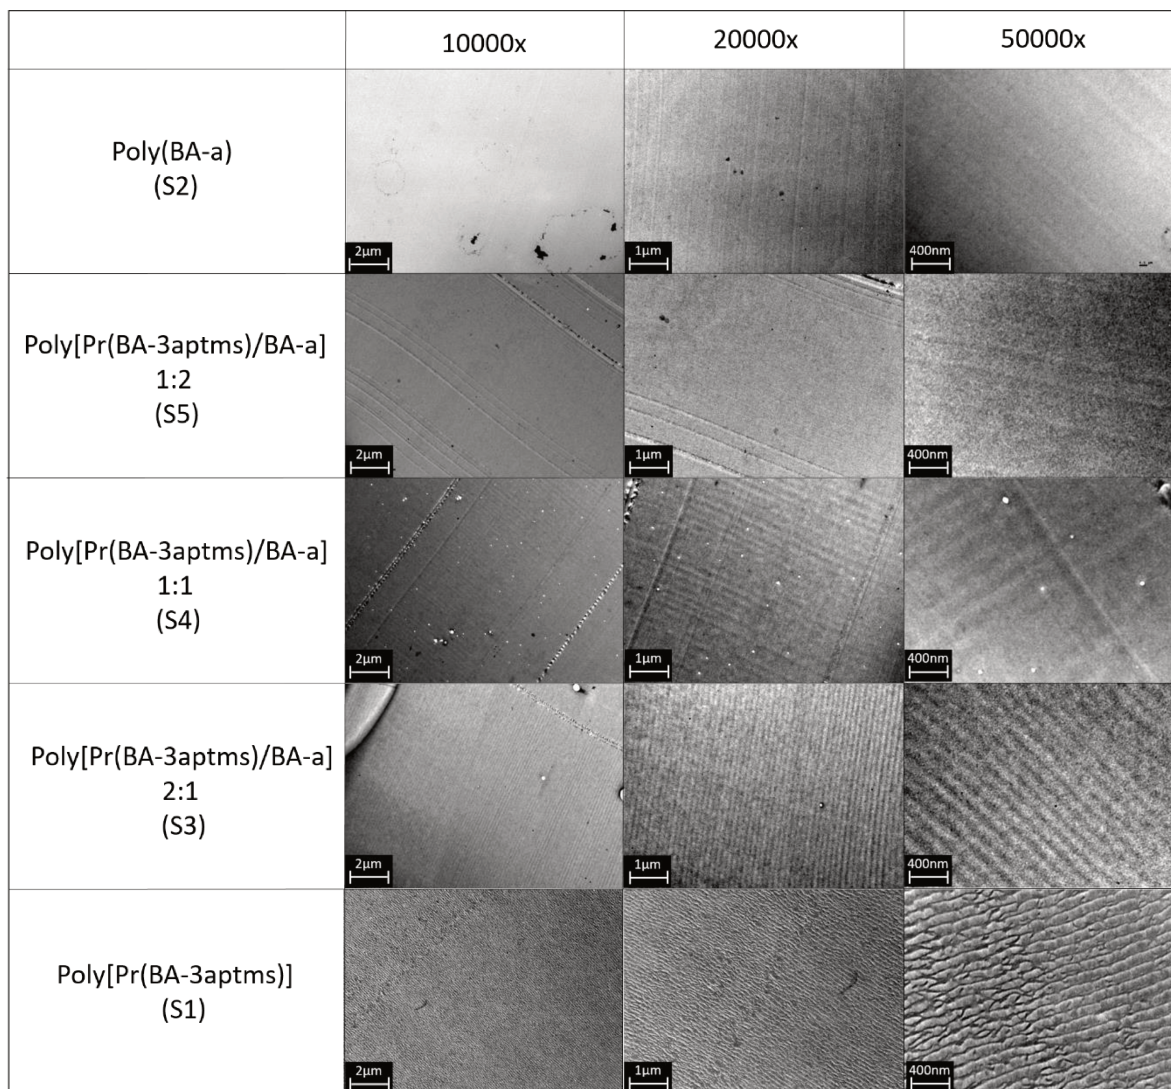 10000x 20000x 50000x
Poly(BA-a)
(S2)
2µm 1µm 400nm
Poly[Pr(BA-3aptms)/BA-a]
1:2
(S5)
2µm 1µm 400nm
Poly[Pr(BA-3aptms)/BA-a]
1:1
(S4)
2µm 1µm 400nm
Poly[Pr(BA-3aptms)/BA-a]
2:1
(S3)
2µm 1µm 400nm
Poly[Pr(BA-3aptms)]
(S1)
2µm 1µm 400nm